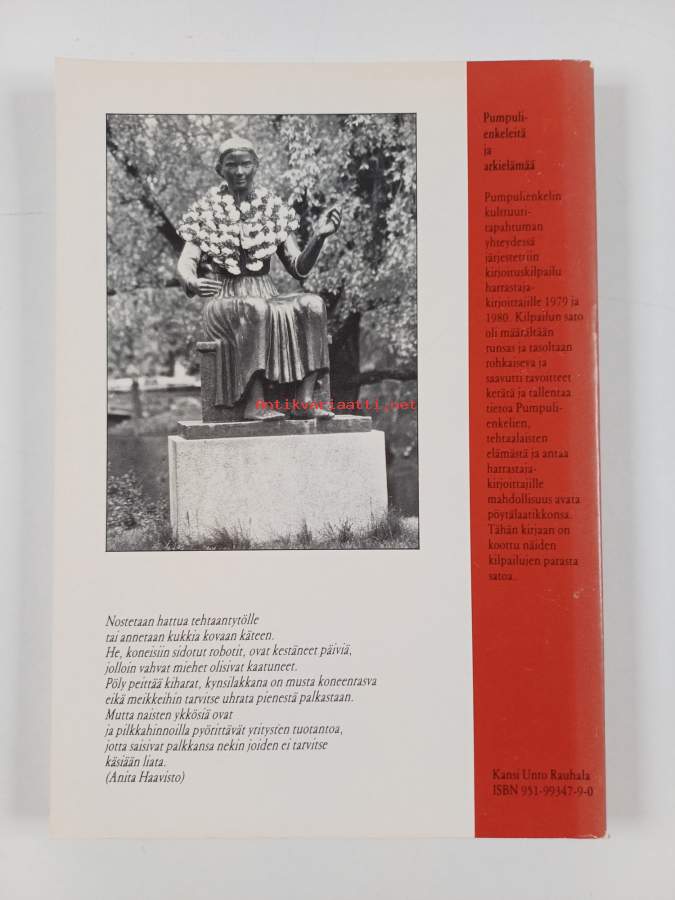 antikvariaatti.net
Nostetaan hattua tehtaantytölle
tai annetaan kukkia kovaan käteen.
He, koneisiin sidotut robotit, ovat kestäneet päiviä,
jolloin vahvat miehet olisivat kaatuneet.
Pöly peittää kiharat, kynsilakkana on musta koneenrasva
eikä meikkeihin tarvitse uhrata pienestä palkastaan.
Mutta naisten ykkösiä ovat
ja pilkkahinnoilla pyörittävät yritysten tuotantoa,
jotta saisivat palkkansa nekin joiden ei tarvitse
käsiään liata.
(Anita Haavisto)
Pumpuli-
enkeleitä
ja
arkielämää
Pumpulienkelin
kulttuuri-
tapahtuman
yhteydessä
järjestettiin
kirjoituskilpailu
harrastaja-
kirjoittajille 1979 ja
1980. Kilpailun sato
oli määrältään
runsas ja tasoltaan
rohkaiseva ja
saavutti tavoitteet
kerätä ja tallentaa
tietoa Pumpuli-
enkelien,
tehtaalaisten
elämästä ja antaa
harrastaja-
kirjoittajille
mahdollisuus avata
pöytälaatikkonsa.
Tähän kirjaan on
koottu näiden
kilpailujen parasta
satoa.
Kansi Unto Rauhala
ISBN 951-99347-9-0